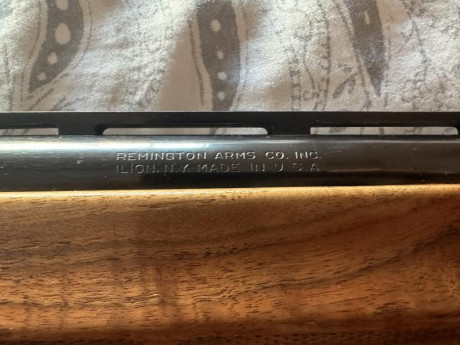 REMINGTON ARMS CO. INC.
ILION, N.Y. MADE IN U.S.A.